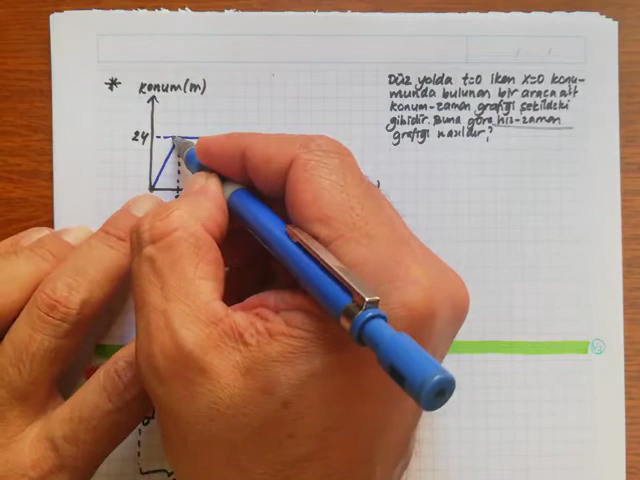 * konum(m)
24
Düz yolda t=0 iken x=0 konu-
munda bulunan bir araca ait
konum-zaman grafiği şekildeki
gibidir. Buna göre hız-zaman
grafiği nasıldır?